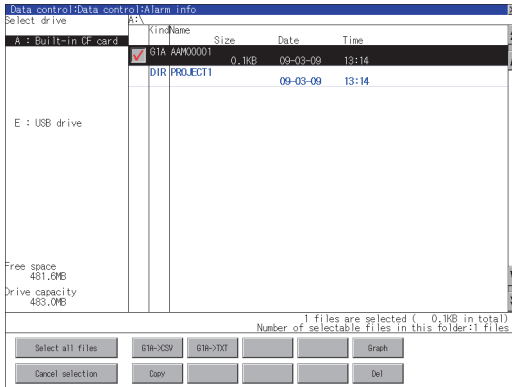 Data control:Data control:Alarm info
Select drive
A:\
Kind Name
Size Date Time
A : Built-in CF card
G1A AAM00001
0.1KB 09-03-09 13:14
DIR PROJECT1
09-03-09 13:14
E : USB drive
Free space
481.6MB
Drive capacity
483.0MB
1 files are selected ( 0.1KB in total)
Number of selectable files in this folder:1 files
Select all files G1A->CSV G1A->TXT Graph
Cancel selection Copy Del